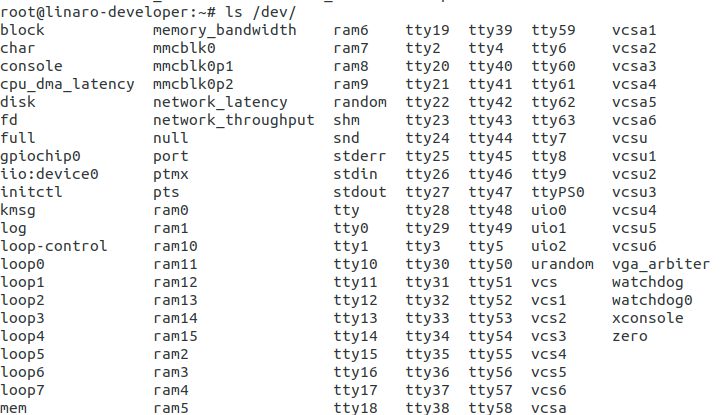 root@linaro-developer:~# ls /dev/
block memory_bandwidth ram6 tty19 tty39 tty59 vcsa1
char mmcblk0 ram7 tty2 tty4 tty6 vcsa2
console mmcblk0p1 ram8 tty20 tty40 tty60 vcsa3
cpu_dma_latency mmcblk0p2 ram9 tty21 tty41 tty61 vcsa4
disk network_latency random tty22 tty42 tty62 vcsa5
fd network_throughput shm tty23 tty43 tty63 vcsa6
full null snd tty24 tty44 tty7 vcsu
gpiochip0 port stderr tty25 tty45 tty8 vcsu1
iio:device0 ptmx stdin tty26 tty46 tty9 vcsu2
initctl pts stdout tty27 tty47 ttyPS0 vcsu3
kmsg ram0 tty tty28 tty48 uio0 vcsu4
log ram1 tty0 tty29 tty49 uio1 vcsu5
loop-control ram10 tty1 tty3 tty5 uio2 vcsu6
loop0 ram11 tty10 tty30 tty50 urandom vga_arbiter
loop1 ram12 tty11 tty31 tty51 vcs watchdog
loop2 ram13 tty12 tty32 tty52 vcs1 watchdog0
loop3 ram14 tty13 tty33 tty53 vcs2 xconsole
loop4 ram15 tty14 tty34 tty54 vcs3 zero
loop5 ram2 tty15 tty35 tty55 vcs4
loop6 ram3 tty16 tty36 tty56 vcs5
loop7 ram4 tty17 tty37 tty57 vcs6
mem ram5 tty18 tty38 tty58 vcsa